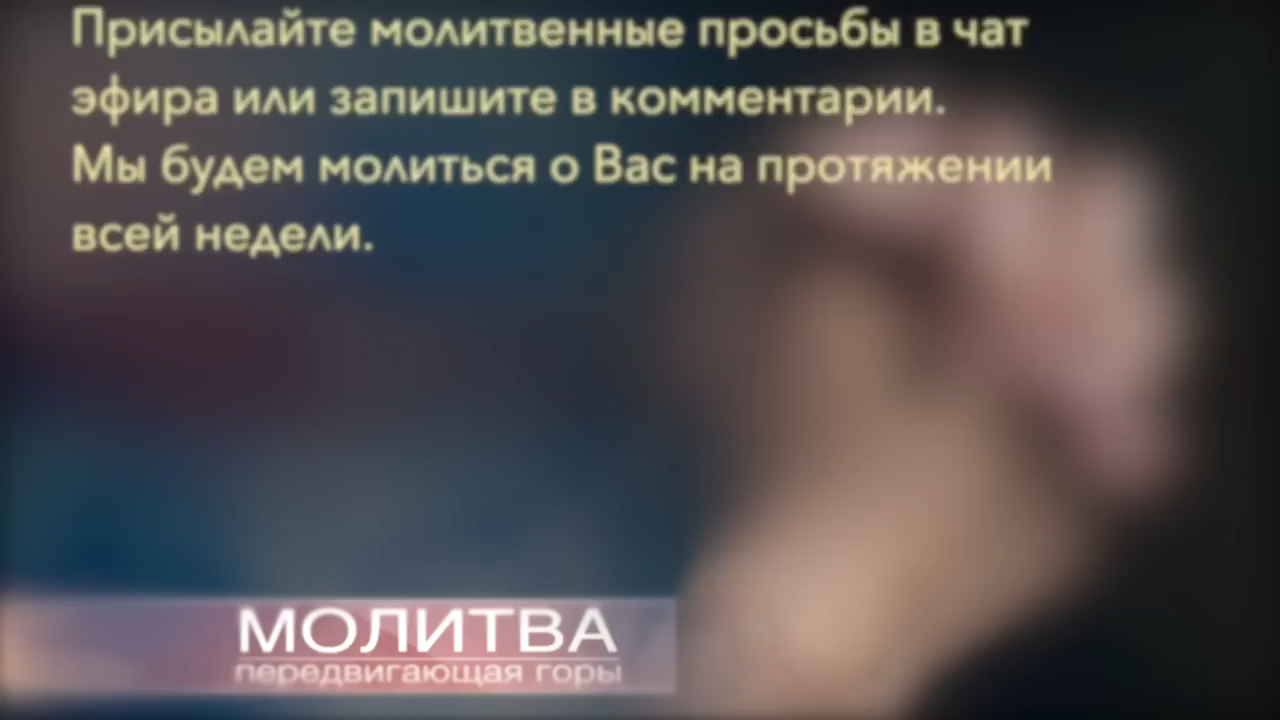 Присылайте молитвенные просьбы в чат
эфира или запишите в комментарии.
Мы будем молиться о Вас на протяжении
всей недели.
МОЛИТВА
передвигающая горы